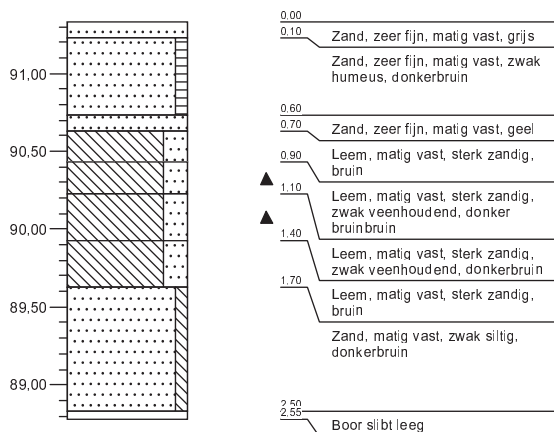 0.00
Zand, zeer fijn, matig vast, grijs
0.10
Zand, zeer fijn, matig vast, zwak
humeus, donkerbruin
91,00
0,60
0.70
Zand, zeer fijn, matig vast, geel
90,50
0.90
Leem, matig vast, sterk zandig,
bruin
1,10
Leem, matig vast, sterk zandig,
zwak veenhoudend, donker
bruinbruin
90,00
1,40
Leem, matig vast, sterk zandig,
zwak veenhoudend, donkerbruin
1,70
Leem, matig vast, sterk zandig,
bruin
89,50
Zand, matig vast, zwak siltig,
donkerbruin
89,00
2,50
2.55
Boor slibt leeg